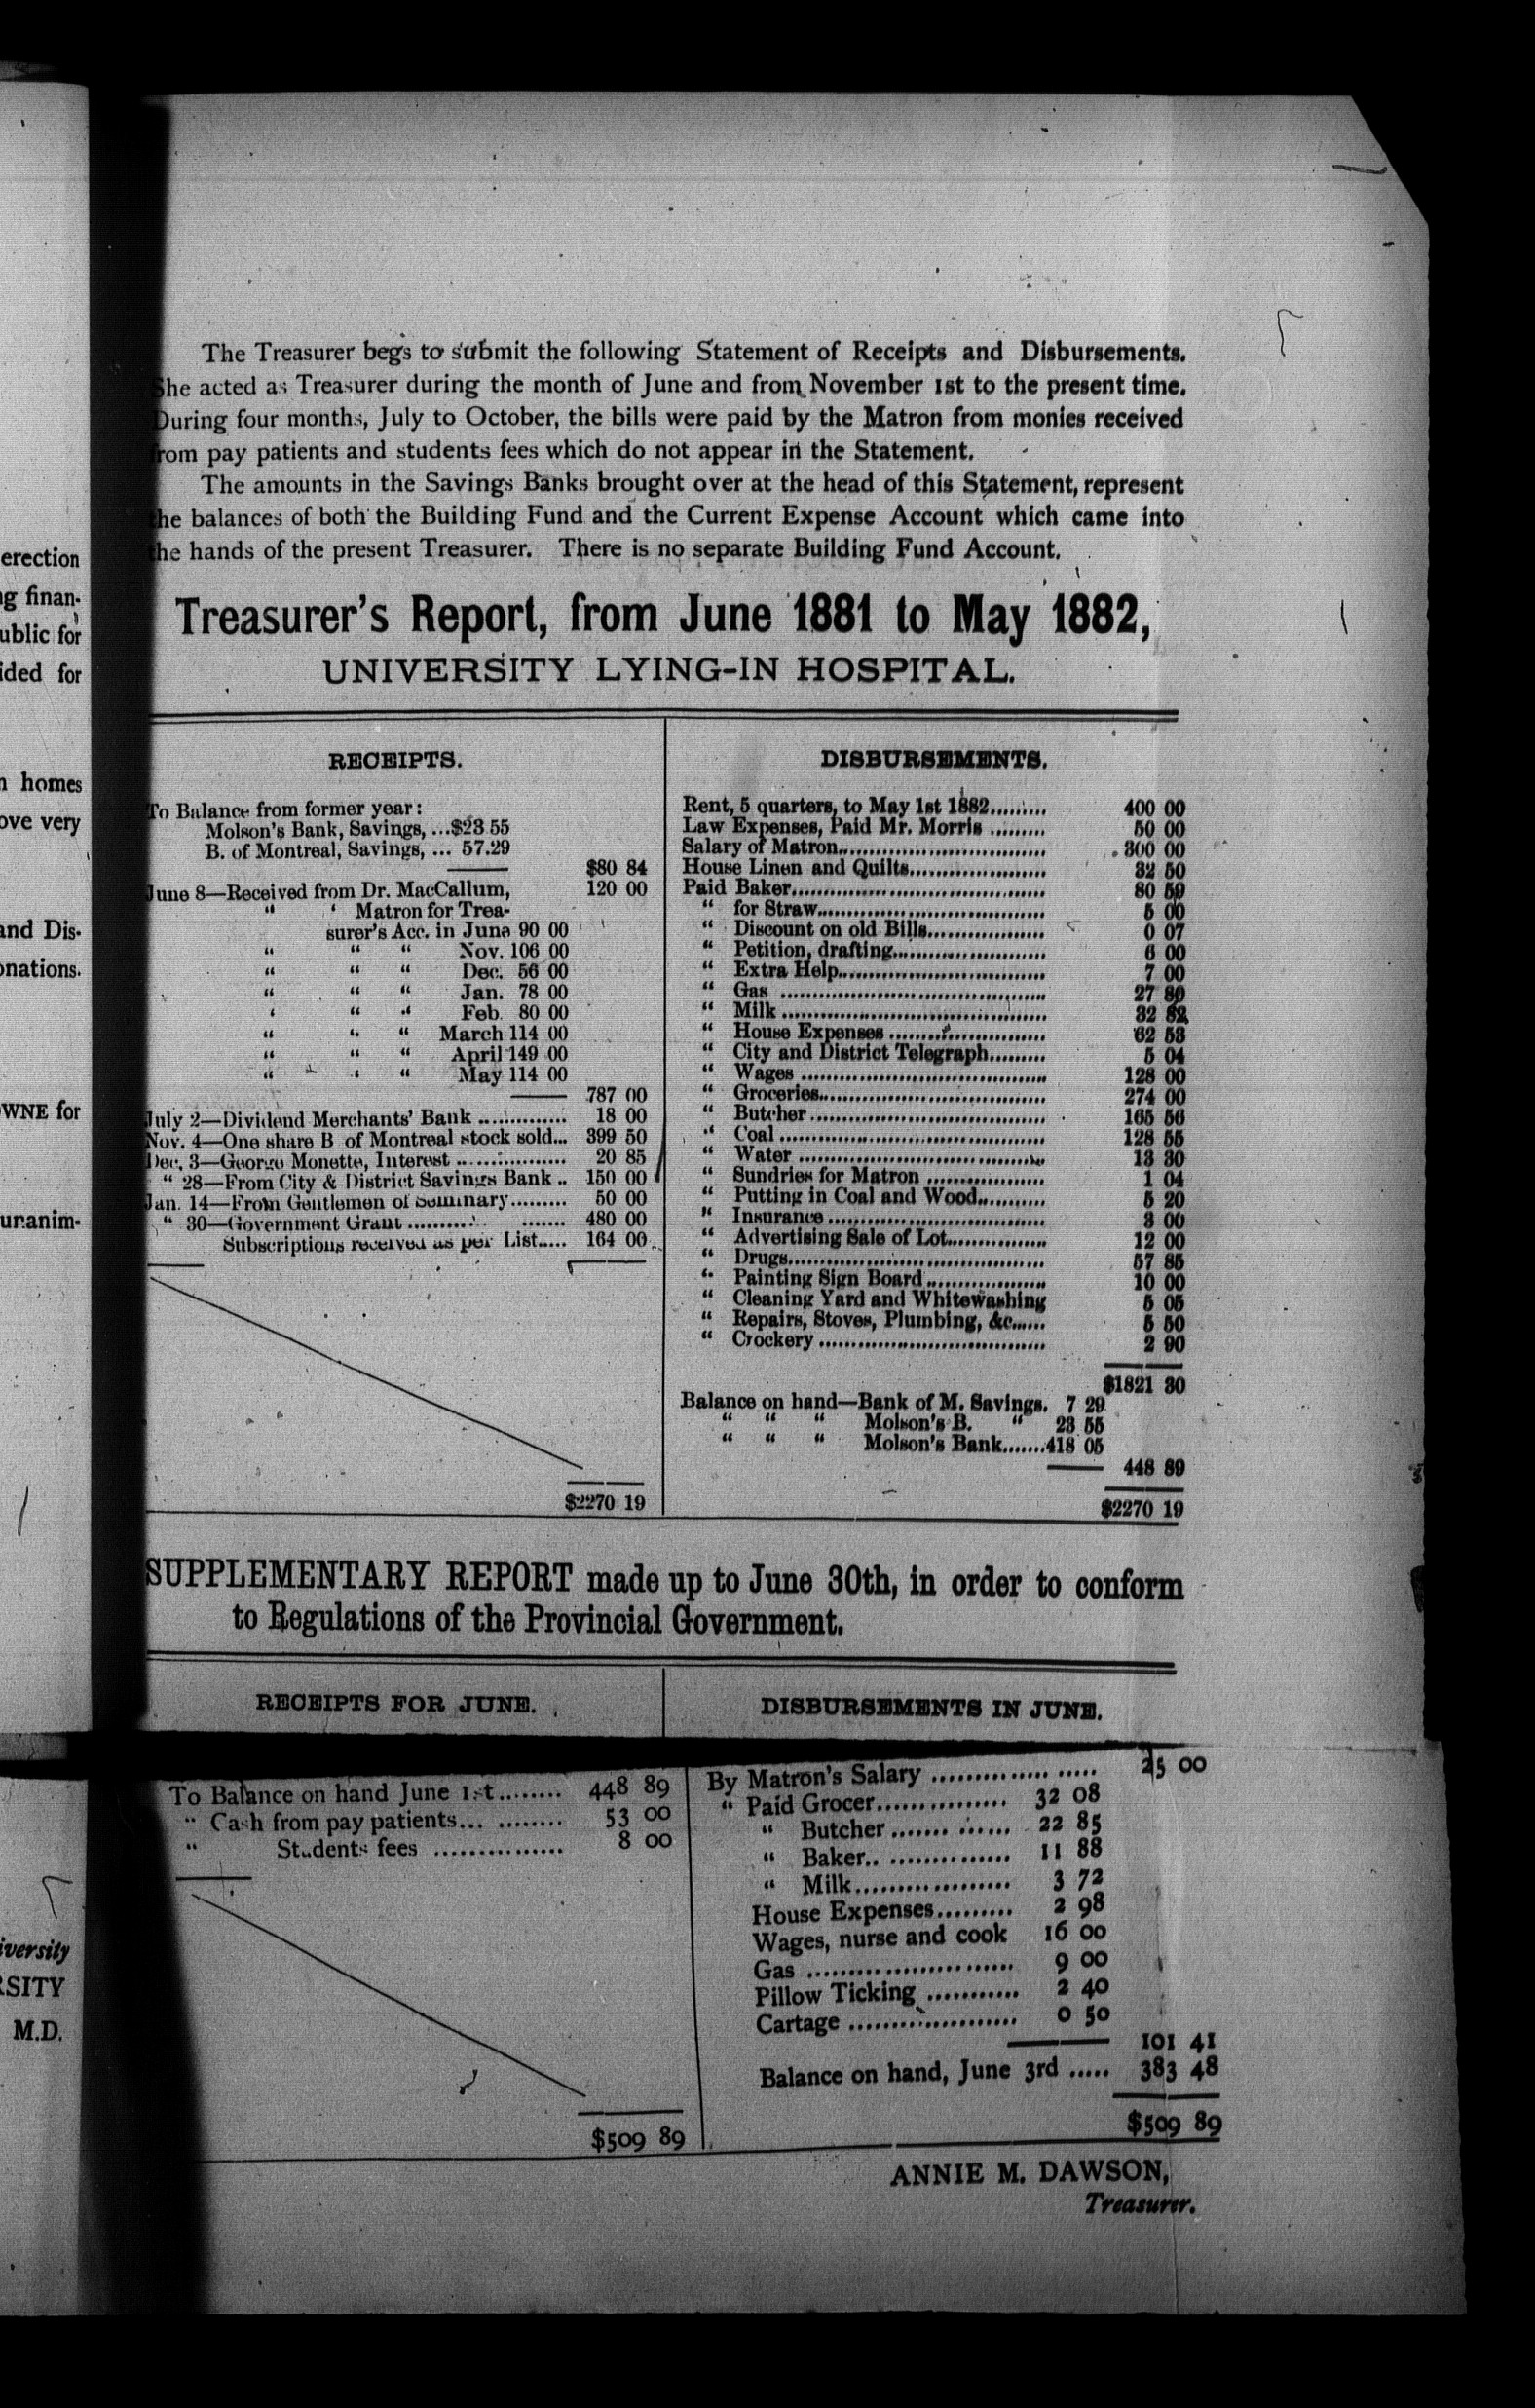 erection
g finan-
ublic for
ided for
homes
ove very
and Dis-
onations.
OWNE for
unanim-
iversity
RSITY
M.D.
The Treasurer begs to submit the following Statement of Receipts and Disbursements.
She acted as Treasurer during the month of June and from November 1st to the present time.
During four months, July to October, the bills were paid by the Matron from monies received
from pay patients and students fees which do not appear in the Statement.
The amounts in the Savings Banks brought over at the head of this Statement, represent
the balances of both the Building Fund and the Current Expense Account which came into
the hands of the present Treasurer. There is no separate Building Fund Account.
Treasurer's Report, from June 1881 to May 1882,
UNIVERSITY LYING-IN HOSPITAL.
RECEIPTS.
To Balance from former year:
Molson's Bank, Savings, ...$23.55
B. of Montreal, Savings, ... 57.29
$80 84
June 8—Received from Dr. MacCallum, 120 00
" ' Matron for Trea-
surer's Acc. in June 90 00
" " " Nov. 106 00
" " " Dec. 56 00
" " " Jan. 78 00
' " " Feb. 80 00
" " " March 114 00
" " " April 149 00
" ' " May 114 00
787 00
July 2—Dividend Merchants' Bank ............. 18 00
Nov. 4—One share B of Montreal stock sold... 399 50
Dec. 3—George Monette, Interest ................ 20 85
" 28—From City & District Savings Bank .. 150 00
Jan. 14—From Gentlemen of Seminary......... 50 00
" 30—Government Grant .......... ....... 480 00
Subscriptions received as per List..... 164 00
$2270 19
DISBURSEMENTS.
Rent, 5 quarters, to May 1st 1882......... 400 00
Law Expenses, Paid Mr. Morris ......... 50 00
Salary of Matron............................... 300 00
House Linen and Quilts.................... 32 50
Paid Baker...................................... 80 59
" for Straw.................................. 5 00
" Discount on old Bills.................. 0 07
" Petition, drafting....................... 6 00
" Extra Help............................... 7 00
" Gas ........................................ 27 80
" Milk ........................................ 32 82
" House Expenses ........................ 62 53
" City and District Telegraph......... 5 04
" Wages ..................................... 128 00
" Groceries.................................. 274 00
" Butcher ................................... 165 56
" Coal ........................................ 128 55
" Water ..................................... 13 30
" Sundries for Matron .................. 1 04
" Putting in Coal and Wood.......... 5 20
" Insurance ................................. 3 00
" Advertising Sale of Lot............... 12 00
" Drugs....................................... 57 85
" Painting Sign Board .................. 10 00
" Cleaning Yard and Whitewashing 5 05
" Repairs, Stoves, Plumbing, &c...... 5 50
" Crockery .................................. 2 90
$1821 30
Balance on hand—Bank of M. Savings. 7 29
" " " Molson's B. " 23 55
" " " Molson's Bank.......418 05
448 89
$2270 19
SUPPLEMENTARY REPORT made up to June 30th, in order to conform
to Regulations of the Provincial Government.
RECEIPTS FOR JUNE.
To Balance on hand June 1st........ 448 89
" Cash from pay patients... ......... 53 00
" Students fees ................ 8 00
$509 89
DISBURSEMENTS IN JUNE.
By Matron's Salary ............... ..... 25 00
" Paid Grocer............... 32 08
" Butcher ....... ...... 22 85
" Baker.. .............. 11 88
" Milk.................. 3 72
House Expenses......... 2 98
Wages, nurse and cook 16 00
Gas ........................ 9 00
Pillow Ticking ........... 2 40
Cartage .................... 0 50
101 41
Balance on hand, June 3rd ..... 383 48
$509 89
ANNIE M. DAWSON,
Treasurer.